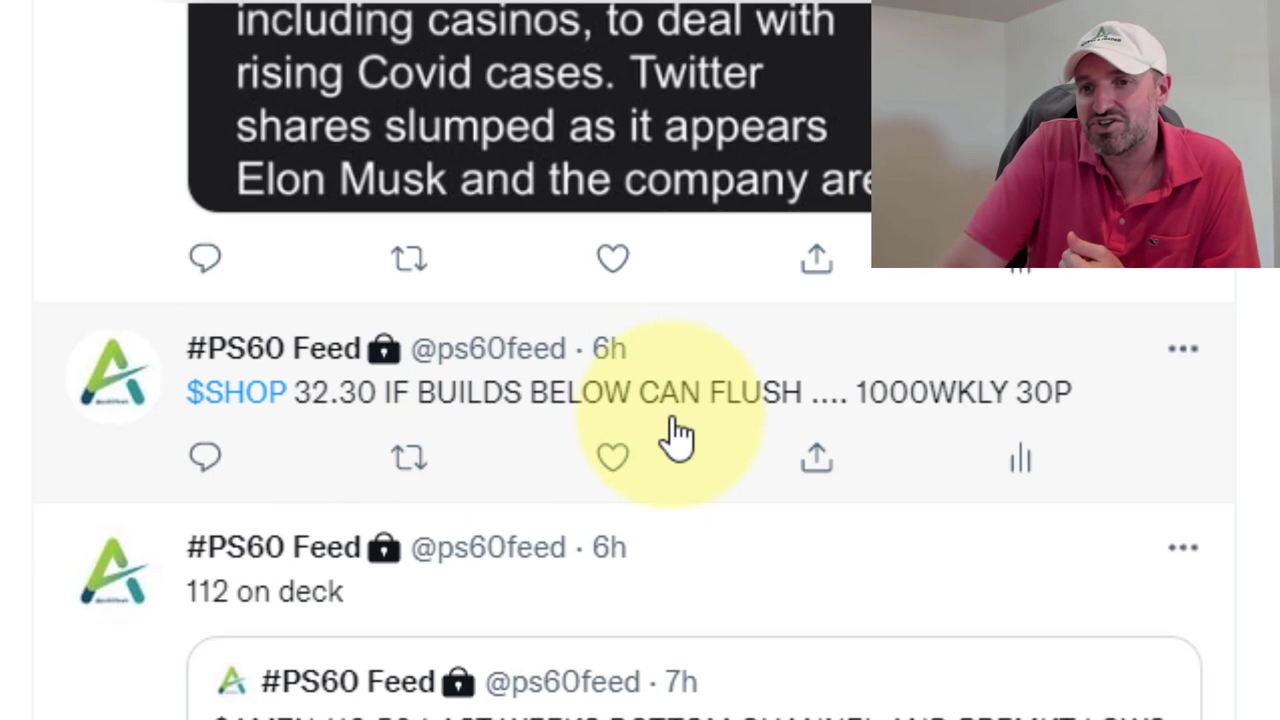 including casinos, to deal with
rising Covid cases. Twitter
shares slumped as it appears
Elon Musk and the company are
#PS60 Feed @ps60feed · 6h
$SHOP 32.30 IF BUILDS BELOW CAN FLUSH .... 1000WKLY 30P
#PS60 Feed @ps60feed · 6h
112 on deck
#PS60 Feed @ps60feed · 7h